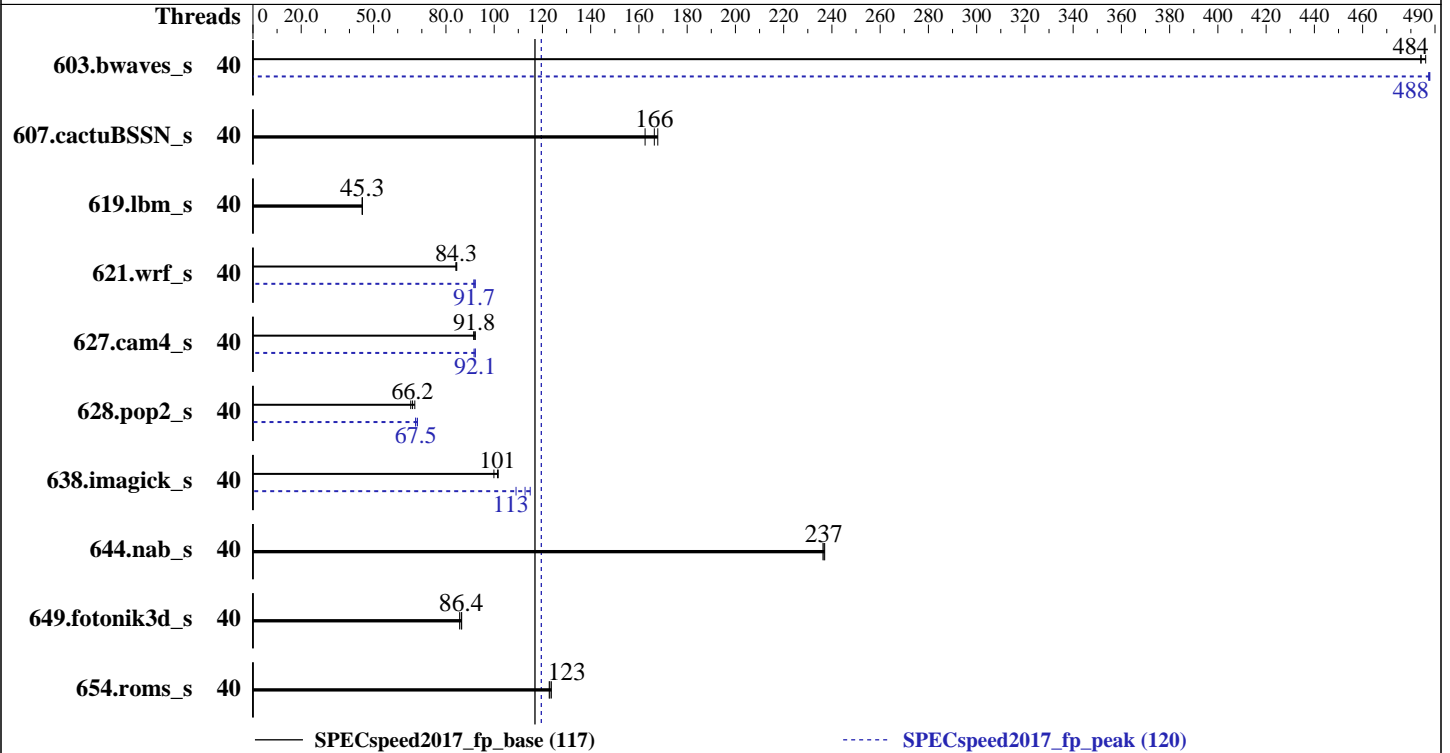 Threads 0 20.0 50.0 80.0 100 120 140 160 180 200 220 240 260 280 300 320 340 360 380 400 420 440 460 490
603.bwaves_s 40 484
488
607.cactuBSSN_s 40 166
619.lbm_s 40 45.3
621.wrf_s 40 84.3
91.7
627.cam4_s 40 91.8
92.1
628.pop2_s 40 66.2
67.5
638.imagick_s 40 101
113
644.nab_s 40 237
649.fotonik3d_s 40 86.4
654.roms_s 40 123
SPECspeed2017_fp_base (117) SPECspeed2017_fp_peak (120)